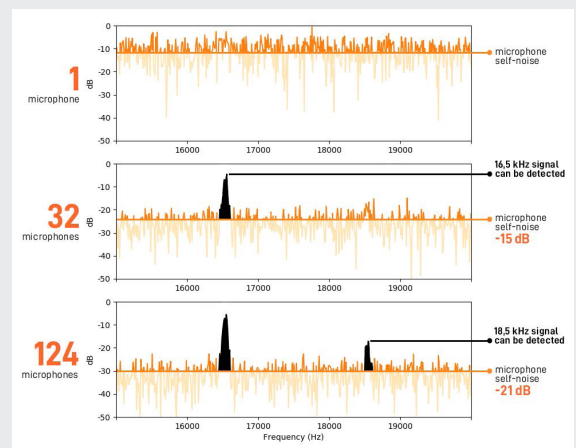 0
-10
-20
-30
-40
-50
dB
1
microphone
microphone
self-noise
16000
17000
18000
19000
0
-10
-20
-30
-40
-50
dB
32
microphones
16,5 kHz signal
can be detected
microphone
self-noise
-15 dB
16000
17000
18000
19000
0
-10
-20
-30
-40
-50
dB
124
microphones
18,5 kHz signal
can be detected
microphone
self-noise
-21 dB
16000
17000
18000
19000
Frequency (Hz)